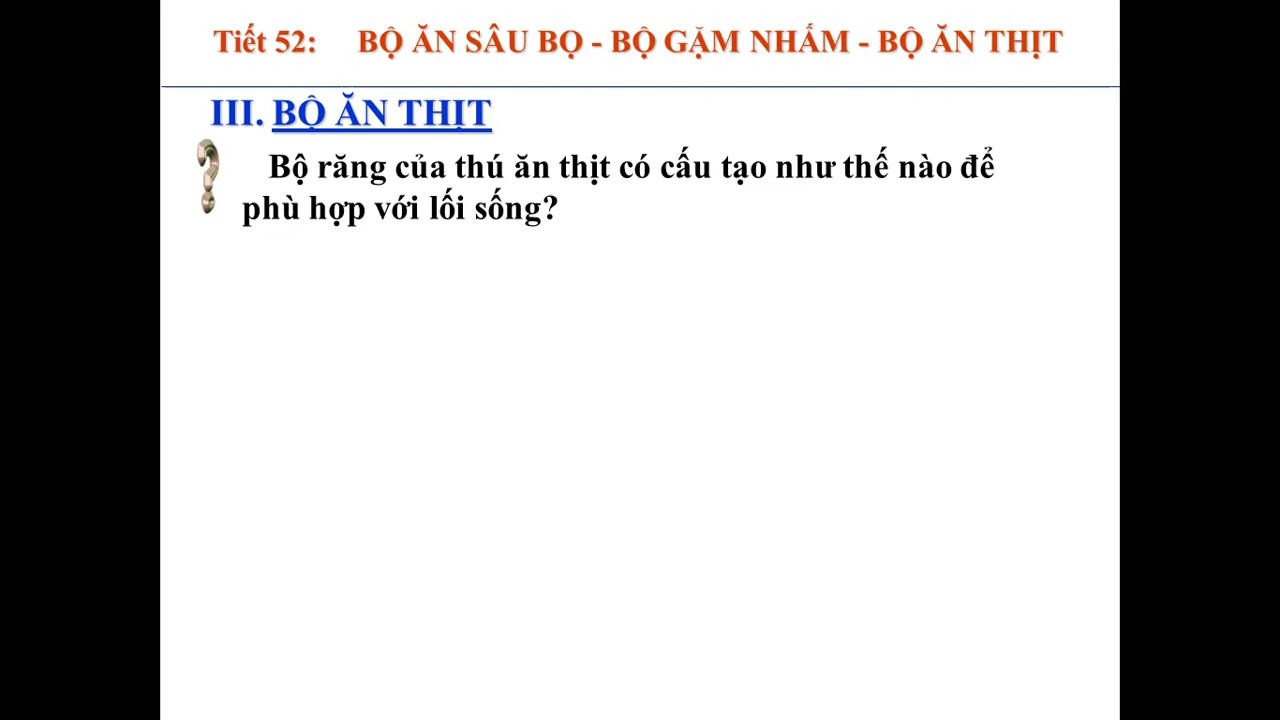 Tiết 52: BỘ ĂN SÂU BỌ - BỘ GẶM NHẤM - BỘ ĂN THỊT
III. BỘ ĂN THỊT
Bộ răng của thú ăn thịt có cấu tạo như thế nào để
phù hợp với lối sống?